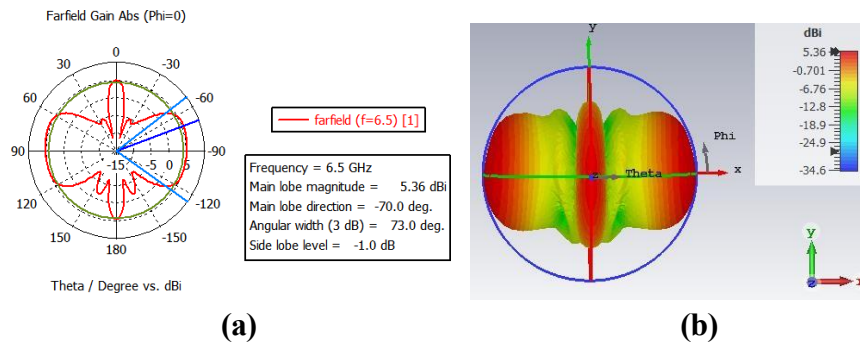 Farfield Gain Abs (Phi=0)
0
30
-30
60
-60
90
-15
0
5
-90
120
-120
150
-150
180
Theta / Degree vs. dBi
farfield (f=6.5) [1]
Frequency = 6.5 GHz
Main lobe magnitude = 5.36 dBi
Main lobe direction = -70.0 deg.
Angular width (3 dB) = 73.0 deg.
Side lobe level = -1.0 dB
(a)
y
Phi
x
z
Theta
dBi
5.36
-0.701
-6.76
-12.8
-18.9
-24.9
-34.6
y
z
x
(b)